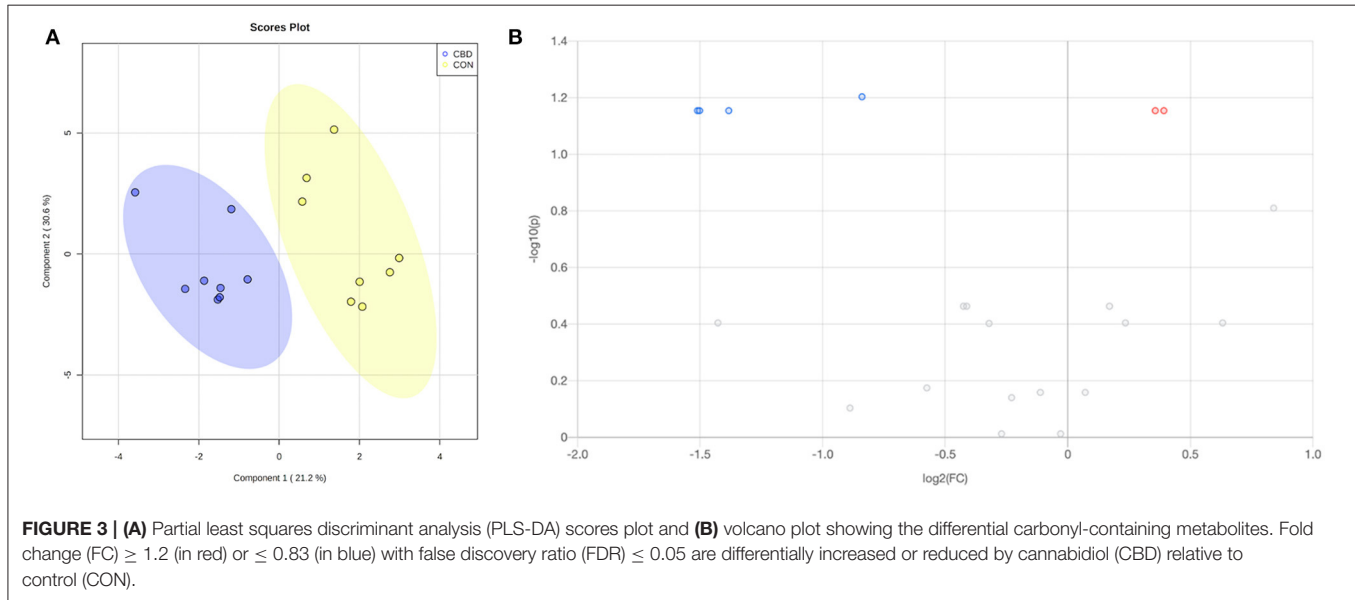 Scores Plot
A
CBD
CON
5
0
-5
Component 2 ( 30.6 %)
-4
-2
0
2
4
Component 1 ( 21.2 %)
B
1.4
1.2
1.0
0.8
0.6
0.4
0.2
0
-log10(p)
-2.0
-1.5
-1.0
-0.5
0
0.5
1.0
log2(FC)
FIGURE 3 | (A) Partial least squares discriminant analysis (PLS-DA) scores plot and (B) volcano plot showing the differential carbonyl-containing metabolites. Fold
change (FC) ≥ 1.2 (in red) or ≤ 0.83 (in blue) with false discovery ratio (FDR) ≤ 0.05 are differentially increased or reduced by cannabidiol (CBD) relative to
control (CON).